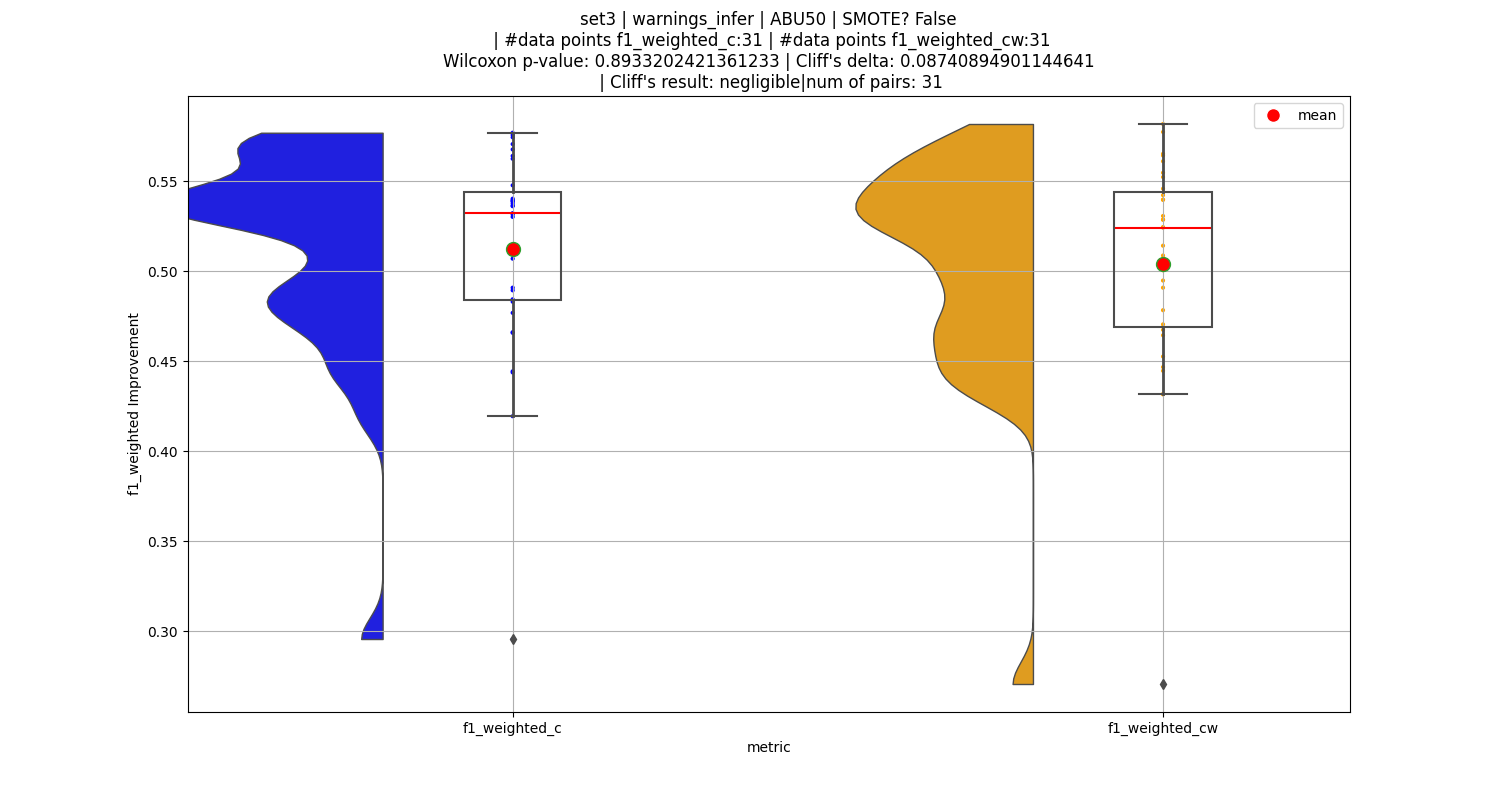 set3 | warnings_infer | ABU50 | SMOTE? False
| #data points f1_weighted_c:31 | #data points f1_weighted_cw:31
Wilcoxon p-value: 0.8933202421361233 | Cliff's delta: 0.08740894901144641
| Cliff's result: negligible|num of pairs: 31
mean
0.55
0.50
0.45
0.40
0.35
0.30
f1_weighted Improvement
f1_weighted_c
f1_weighted_cw
metric